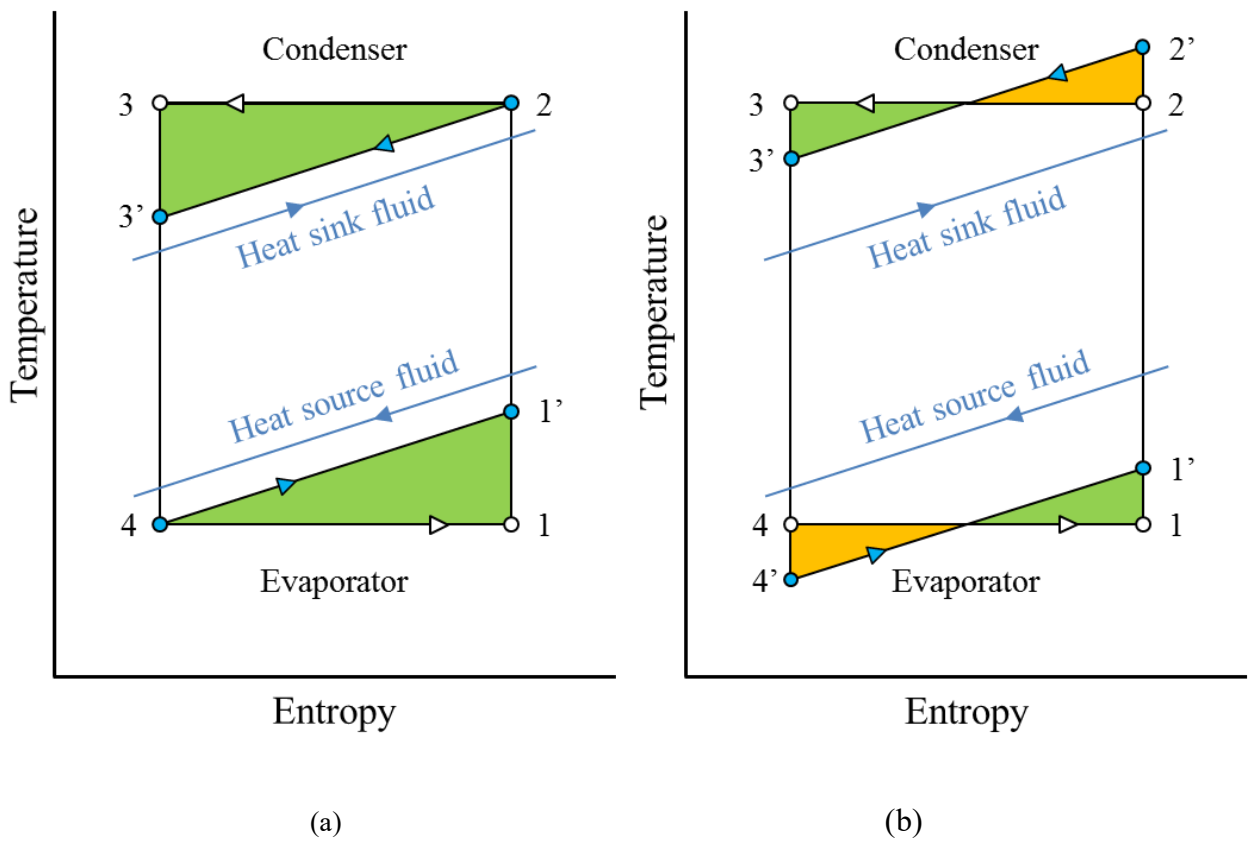 Condenser
3
2
3’
Heat sink fluid
Temperature
Heat source fluid
1’
4
1
Evaporator
Entropy
(a)
Condenser
2’
3
2
3’
Heat sink fluid
Temperature
Heat source fluid
1’
4
1
4’
Evaporator
Entropy
(b)